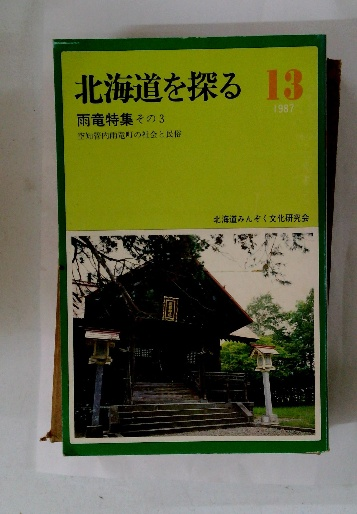 北海道を探る 13
1987
雨竜特集その3
空知管内雨竜町の社会と民俗
北海道みんぞく文化研究会